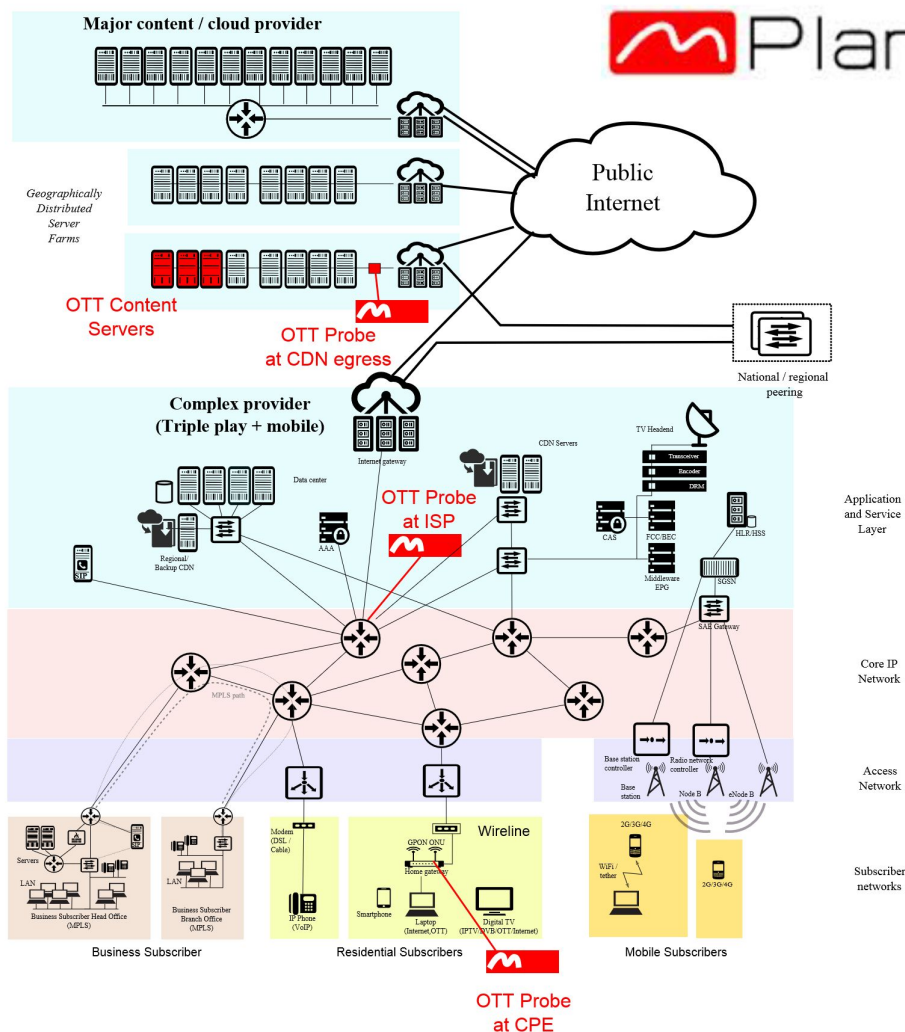 Major content / cloud provider
Plan
Public
Internet
Geographically
Distributed
Server
Farms
OTT Content
Servers
OTT Probe
at CDN egress
National / regional
peering
Complex provider
(Triple play + mobile)
Internet gateway
CDN Servers
TV Headend
Transceiver
Encoder
DRM
Data center
OTT Probe
at ISP
Application
and Service
Layer
Regional/
Backup CDN
AAA
CAS
FCC/BEC
HLR/HSS
SIP
Middleware
EPG
SGSN
SAE Gateway
Core IP
Network
MPLS path
Base station
controller
Radio network
controller
Access
Network
Base
station
Node B
eNode B
Servers
LAN
Business Subscriber Head Office
(MPLS)
LAN
Business Subscriber
Branch Office
(MPLS)
Modem
(DSL /
Cable)
IP Phone
(VoIP)
Wireline
GPON ONU
Home gateway
Smartphone
Laptop
(Internet,OTT)
Digital TV
(IPTV/DVB/OTT/Internet)
2G/3G/4G
WiFi /
tether
2G/3G/4G
Subscriber
networks
Business Subscriber
Residential Subscribers
Mobile Subscribers
OTT Probe
at CPE